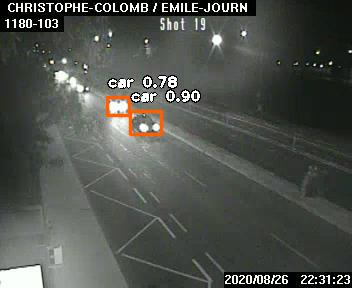 CHRISTOPHE-COLOMB / EMILE-JOURN
1180-103
Shot 19
car 0.78
car 0.90
2020/08/26 22:31:23